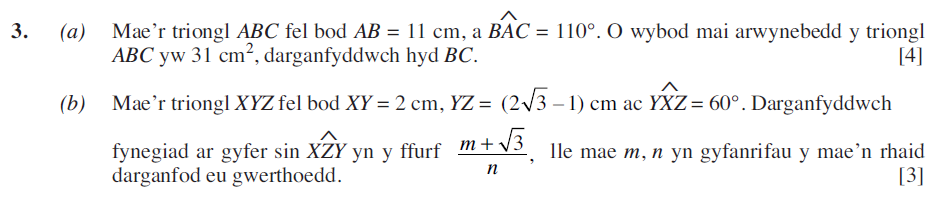 3. (a) Mae'r triongl ABC fel bod AB = 11 cm, a BÂC = 110°. O wybod mai arwynebedd y triongl
ABC yw 31 cm², darganfyddwch hyd BC. [4]
(b) Mae'r triongl XYZ fel bod XY = 2 cm, YZ = (2√3 – 1) cm ac YX̂Z = 60°. Darganfyddwch
fynegiad ar gyfer sin XẐY yn y ffurf (m + √3)/n, lle mae m, n yn gyfanrifau y mae'n rhaid
darganfod eu gwerthoedd. [3]